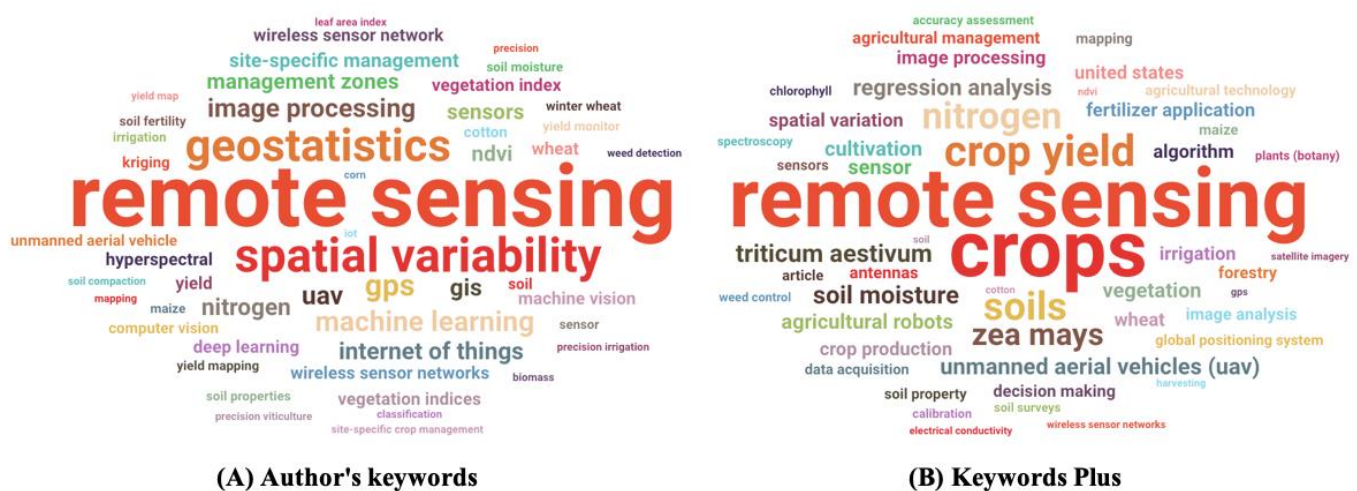 leaf area index
wireless sensor network
precision
site-specific management
soil moisture
management zones
vegetation index
yield map
image processing
sensors
winter wheat
soil fertility
cotton
yield monitor
irrigation
geostatistics
ndvi
wheat
weed detection
kriging
corn
remote sensing
unmanned aerial vehicle
iot
hyperspectral
spatial variability
soil compaction
yield
uav
gps
gis
soil
mapping
machine vision
maize
nitrogen
machine learning
sensor
computer vision
deep learning
internet of things
precision irrigation
yield mapping
wireless sensor networks
biomass
soil properties
vegetation indices
precision viticulture
classification
site-specific crop management
(A) Author's keywords
accuracy assessment
agricultural management
mapping
image processing
united states
chlorophyll
regression analysis
ndvi
agricultural technology
spatial variation
nitrogen
fertilizer application
maize
spectroscopy
cultivation
crop yield
algorithm
plants (botany)
sensors
sensor
remote sensing
triticum aestivum
soil
crops
irrigation
satellite imagery
article
antennas
forestry
weed control
soil moisture
cotton
soils
vegetation
gps
agricultural robots
wheat
image analysis
zea mays
crop production
global positioning system
data acquisition
unmanned aerial vehicles (uav)
harvesting
soil property
decision making
calibration
soil surveys
electrical conductivity
wireless sensor networks
(B) Keywords Plus